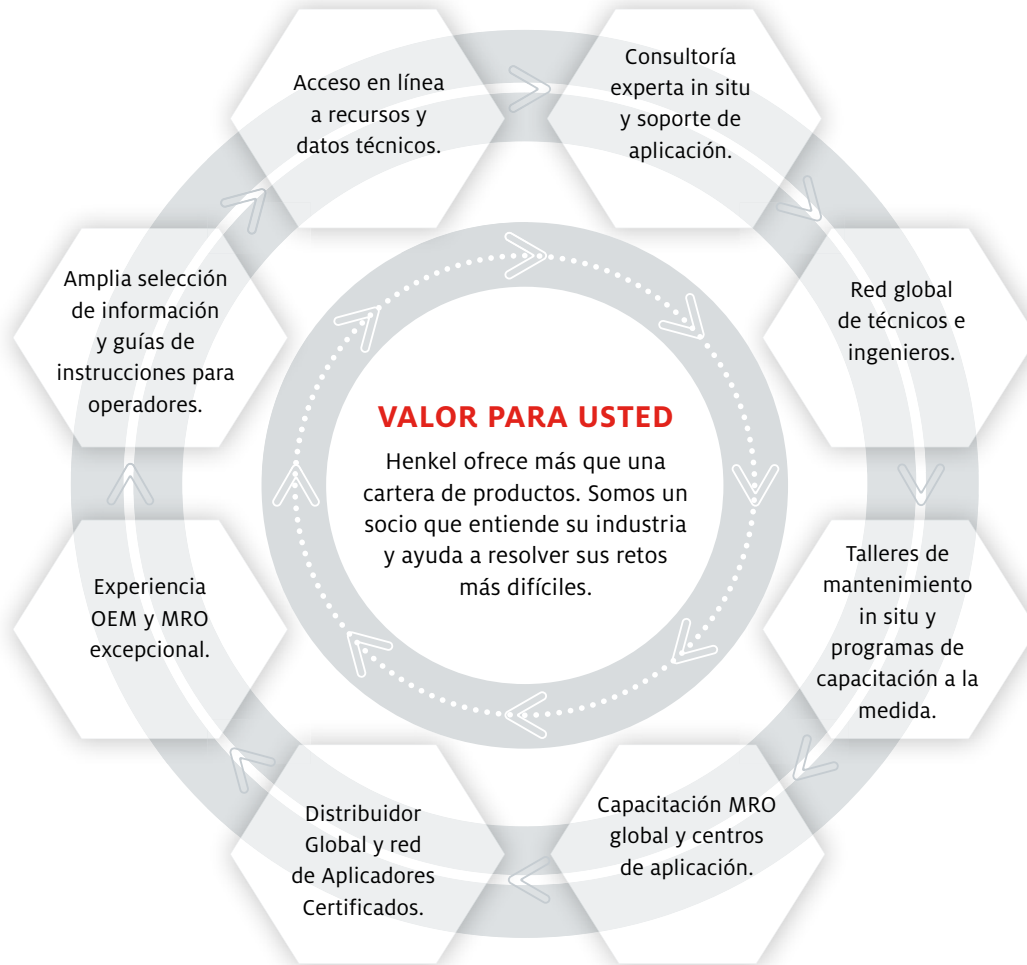 Acceso en línea
a recursos y
datos técnicos.
Consultoría
experta in situ
y soporte de
aplicación.
Red global
de técnicos e
ingenieros.
Talleres de
mantenimiento
in situ y
programas de
capacitación a la
medida.
Capacitación MRO
global y centros
de aplicación.
Distribuidor
Global y red
de Aplicadores
Certificados.
Experiencia
OEM y MRO
excepcional.
Amplia selección
de información
y guías de
instrucciones para
operadores.
VALOR PARA USTED
Henkel ofrece más que una
cartera de productos. Somos un
socio que entiende su industria
y ayuda a resolver sus retos
más difíciles.